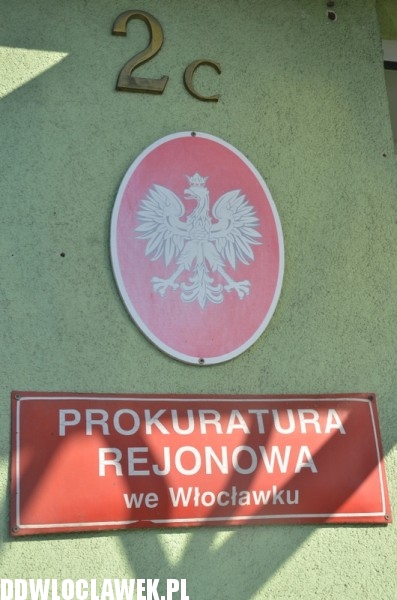 2c
PROKURATURA
REJONOWA
we Włocławku
DDWLOCLAWEK.PL